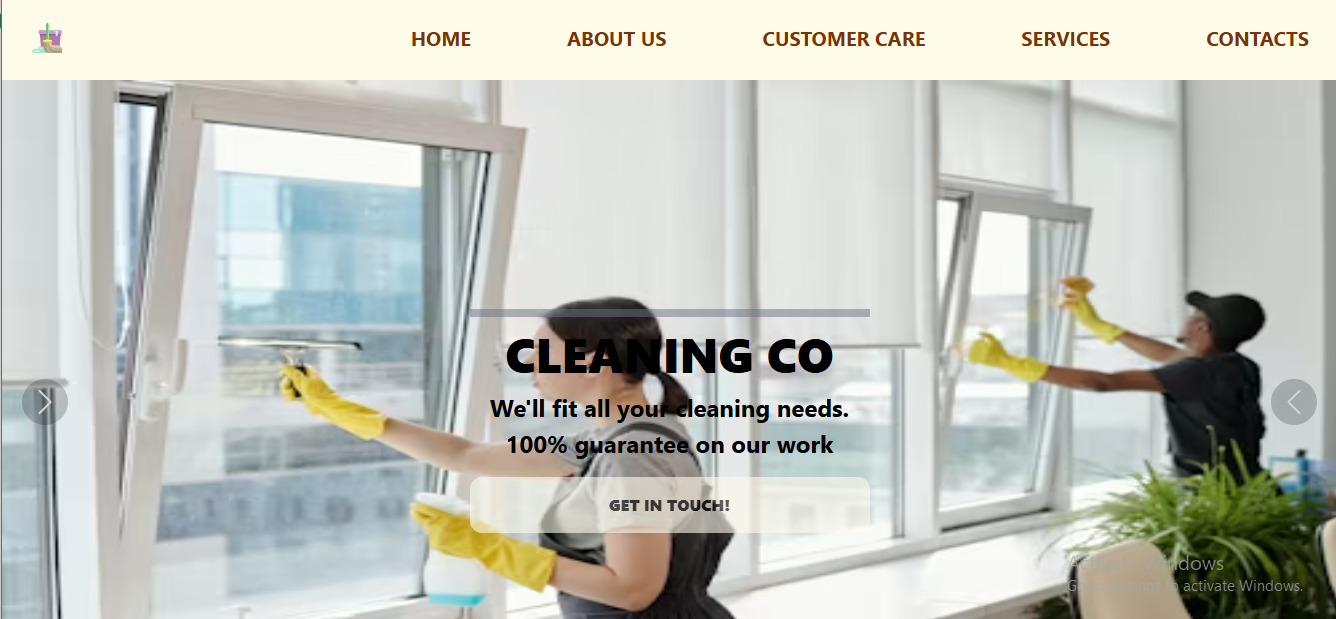 HOME ABOUT US CUSTOMER CARE SERVICES CONTACTS
CLEANING CO
We'll fit all your cleaning needs.
100% guarantee on our work
GET IN TOUCH!
Activate Windows
Go to Settings to activate Windows.